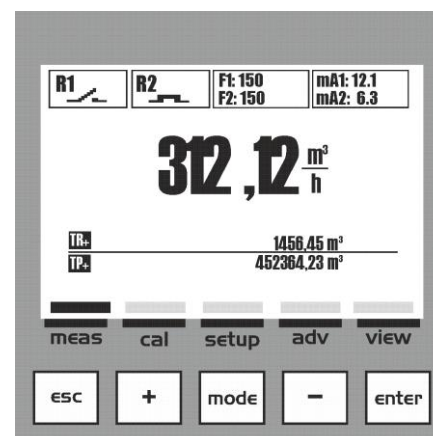 R1 R2 F1: 150 mA1: 12.1
F2: 150 mA2: 6.3
312,12 m³/h
TR+ 1456,45 m³
TP+ 452364,23 m³
meas cal setup adv view
esc + mode - enter